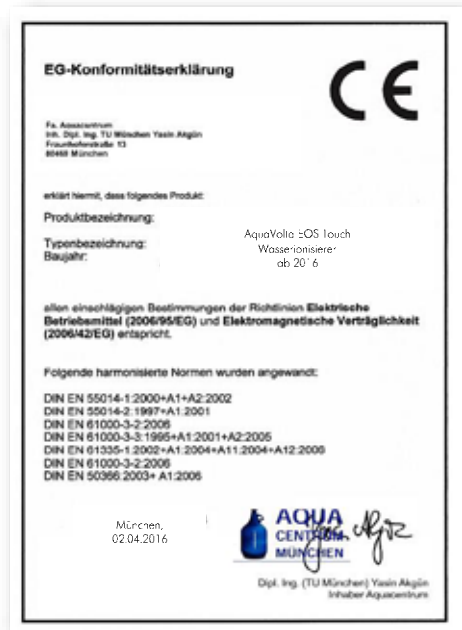 EG-Konformitätserklärung
CE
Fa. Aquacentrum
Inh. Dipl. Ing. TU München Yasin Akgün
Fraunhoferstraße 13
80469 München
erklärt hiermit, dass folgendes Produkt:
Produktbezeichnung:
AquaVolta EOS Touch
Typenbezeichnung:
Wasserionisierer
Baujahr:
ab 2016
allen einschlägigen Bestimmungen der Richtlinien Elektrische
Betriebsmittel (2006/95/EG) und Elektromagnetische Verträglichkeit
(2006/42/EG) entspricht.
Folgende harmonisierte Normen wurden angewandt:
DIN EN 55014-1:2000+A1+A2:2002
DIN EN 55014-2:1997+A1:2001
DIN EN 61000-3-2:2006
DIN EN 61000-3-3:1995+A1:2001+A2:2005
DIN EN 61335-1:2002+A1:2004+A11:2004+A12:2006
DIN EN 61000-3-2:2006
DIN EN 50366:2003+ A1:2006
München,
02.04.2016
AQUA
CENTRUM
MÜNCHEN
Dipl. Ing. (TU München) Yasin Akgün
Inhaber Aquacentrum